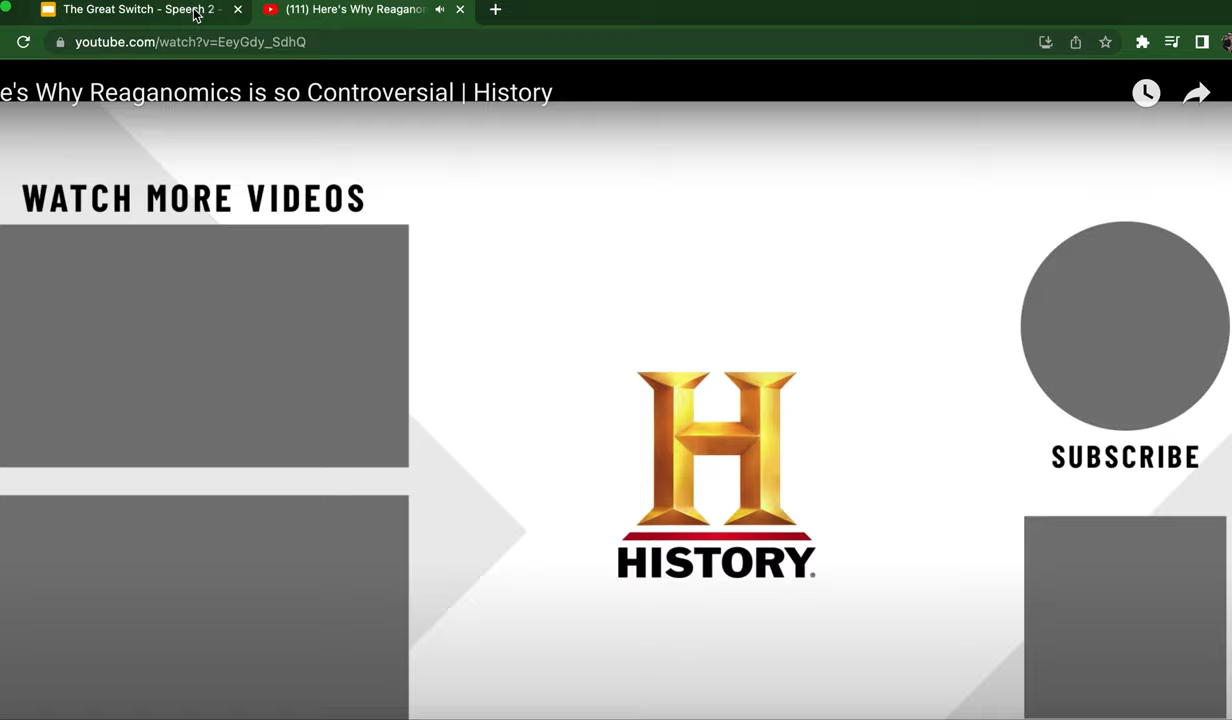 The Great Switch - Speech 2 -
(111) Here's Why Reaganom
youtube.com/watch?v=EeyGdy_SdhQ
e's Why Reaganomics is so Controversial | History
WATCH MORE VIDEOS
SUBSCRIBE
H
HISTORY